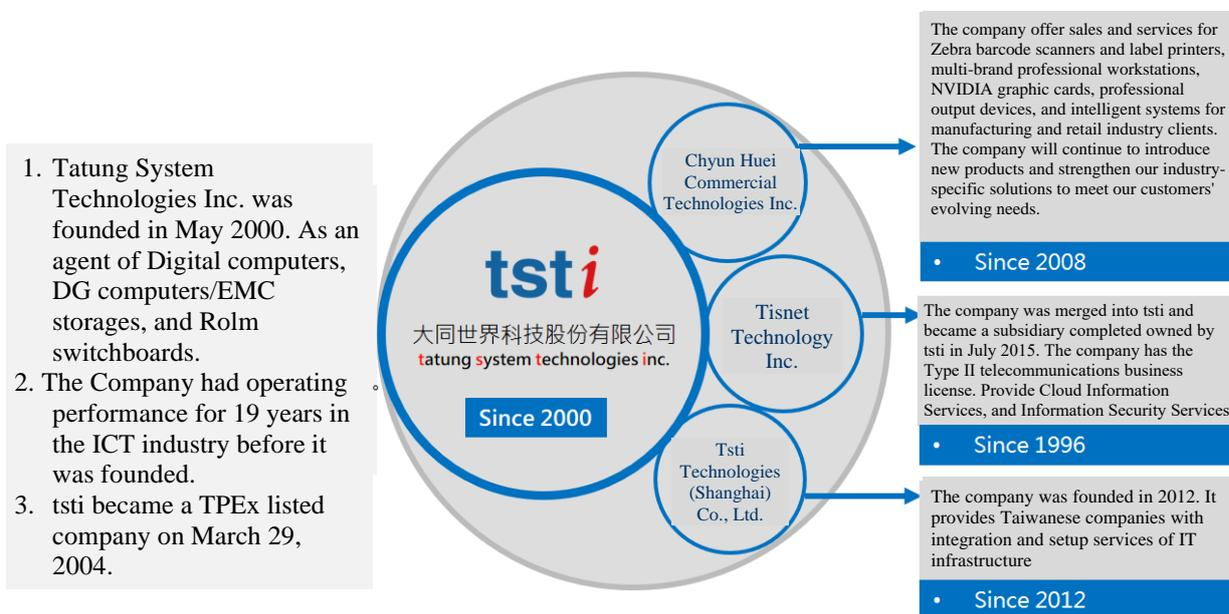 1. Tatung System
Technologies Inc. was
founded in May 2000. As an
agent of Digital computers,
DG computers/EMC
storages, and Rolm
switchboards.
2. The Company had operating
performance for 19 years in
the ICT industry before it
was founded.
3. tsti became a TPEx listed
company on March 29,
2004.
。
tsti
大同世界科技股份有限公司
tatung system technologies inc.
Since 2000
Chyun Huei
Commercial
Technologies Inc.
Tisnet
Technology
Inc.
Tsti
Technologies
(Shanghai)
Co., Ltd.
The company offer sales and services for
Zebra barcode scanners and label printers,
multi-brand professional workstations,
NVIDIA graphic cards, professional
output devices, and intelligent systems for
manufacturing and retail industry clients.
The company will continue to introduce
new products and strengthen our industry-
specific solutions to meet our customers'
evolving needs.
• Since 2008
The company was merged into tsti and
became a subsidiary completed owned by
tsti in July 2015. The company has the
Type II telecommunications business
license. Provide Cloud Information
Services, and Information Security Services
• Since 1996
The company was founded in 2012. It
provides Taiwanese companies with
integration and setup services of IT
infrastructure
• Since 2012